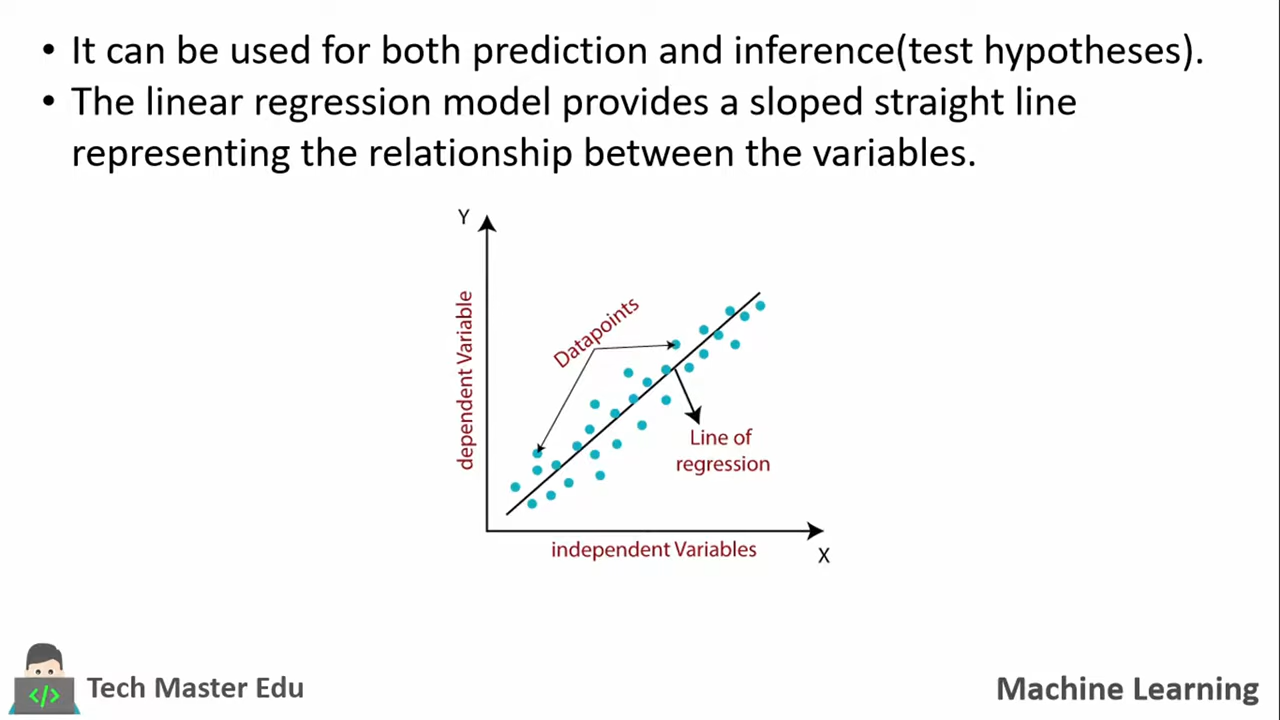 • It can be used for both prediction and inference(test hypotheses).
• The linear regression model provides a sloped straight line
representing the relationship between the variables.
Y
dependent Variable
Datapoints
Line of
regression
independent Variables
X
</>
Tech Master Edu
Machine Learning